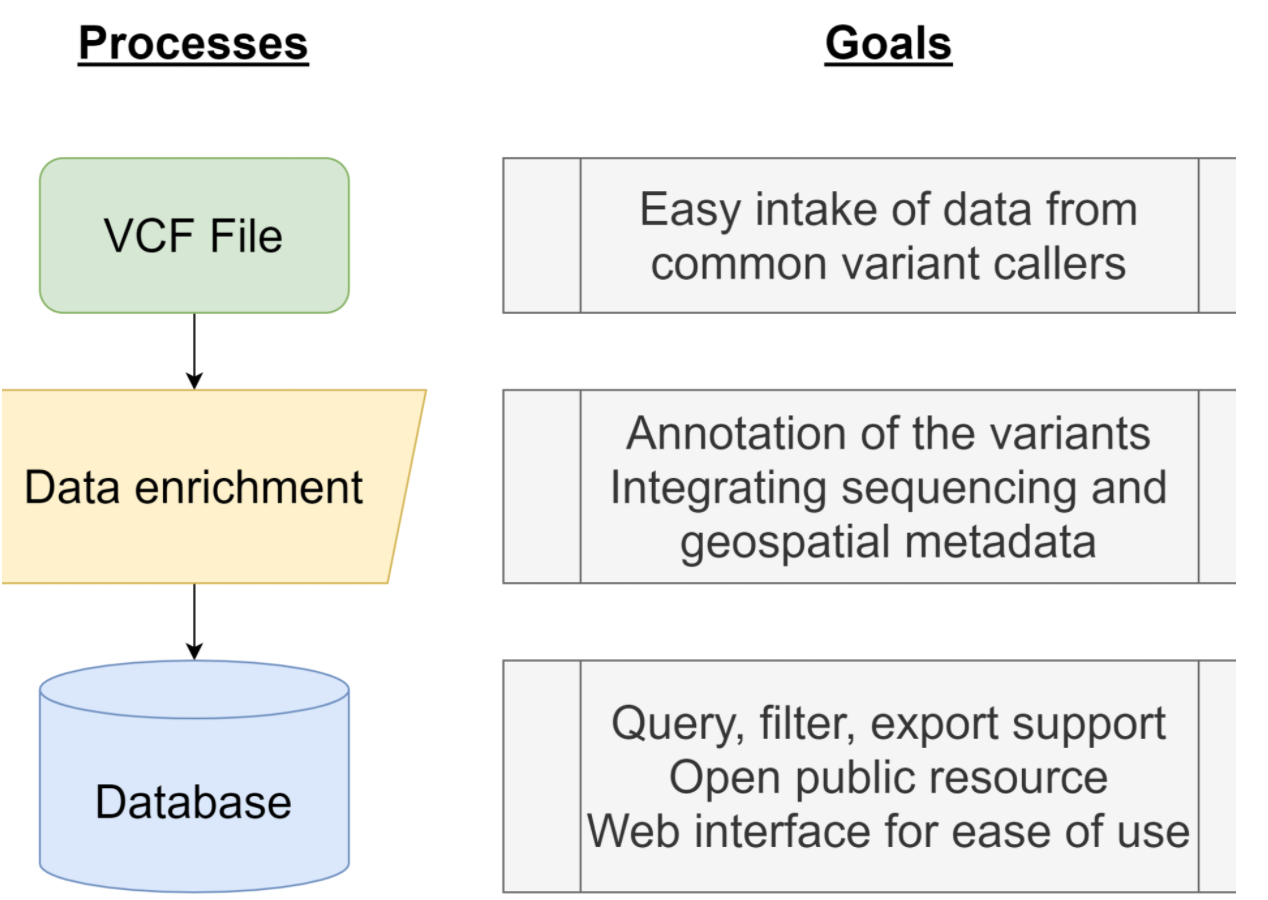 Processes
Goals
VCF File
Easy intake of data from
common variant callers
Data enrichment
Annotation of the variants
Integrating sequencing and
geospatial metadata
Database
Query, filter, export support
Open public resource
Web interface for ease of use